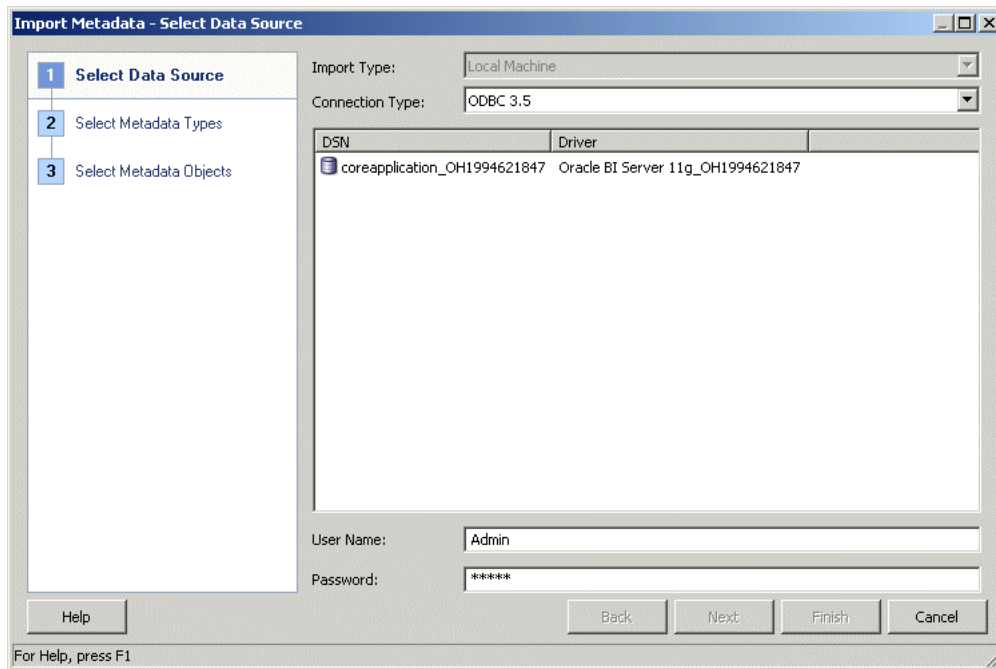 Import Metadata - Select Data Source
1 Select Data Source
2 Select Metadata Types
3 Select Metadata Objects
Import Type: Local Machine
Connection Type: ODBC 3.5
DSN Driver
coreapplication_OH1994621847 Oracle BI Server 11g_OH1994621847
User Name: Admin
Password: *****
Help Back Next Finish Cancel
For Help, press F1